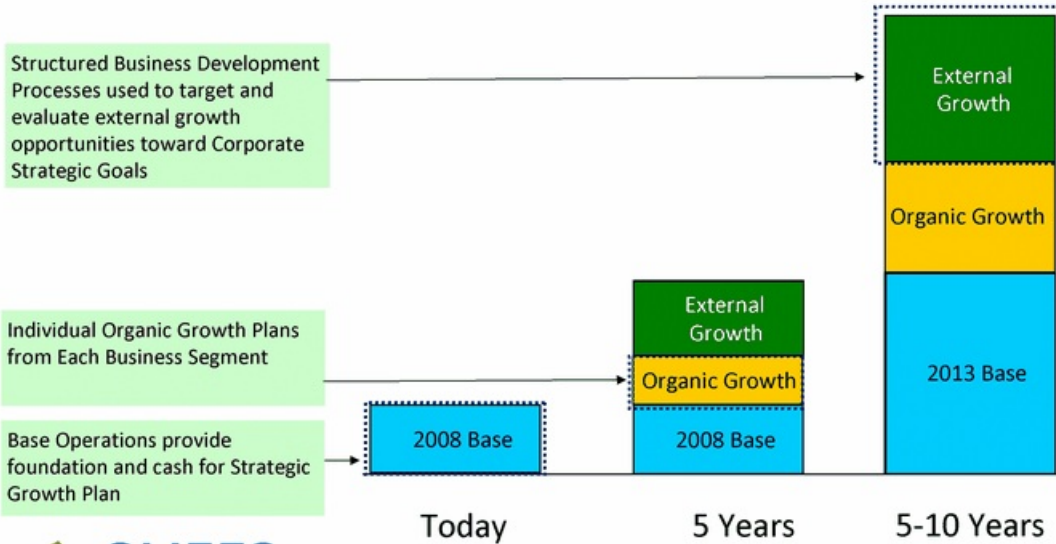 Structured Business Development
Processes used to target and
evaluate external growth
opportunities toward Corporate
Strategic Goals
External
Growth
Organic Growth
2013 Base
Individual Organic Growth Plans
from Each Business Segment
External
Growth
Organic Growth
2008 Base
Base Operations provide
foundation and cash for Strategic
Growth Plan
2008 Base
Today
5 Years
5-10 Years